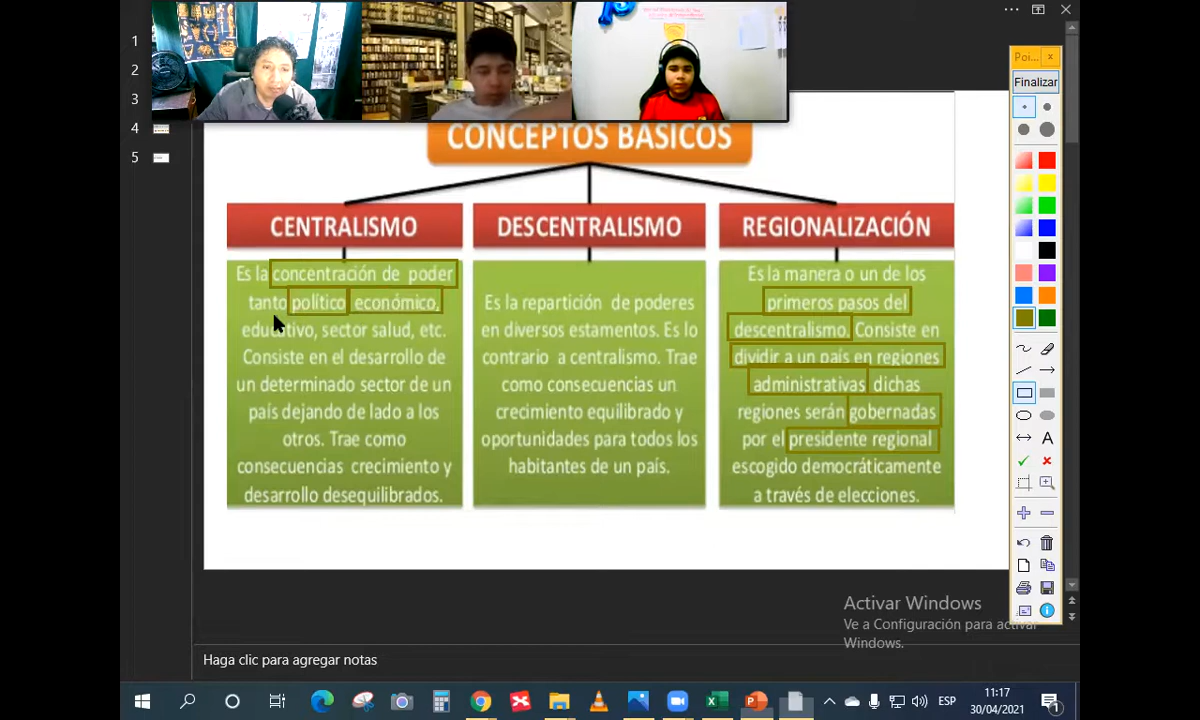 1
2
3
4
5
Poi...
Finalizar
CONCEPTOS BÁSICOS
CENTRALISMO
Es la concentración de poder
tanto político económico,
educativo, sector salud, etc.
Consiste en el desarrollo de
un determinado sector de un
país dejando de lado a los
otros. Trae como
consecuencias crecimiento y
desarrollo desequilibrados.
DESCENTRALISMO
Es la repartición de poderes
en diversos estamentos. Es lo
contrario a centralismo. Trae
como consecuencias un
crecimiento equilibrado y
oportunidades para todos los
habitantes de un país.
REGIONALIZACIÓN
Es la manera o un de los
primeros pasos del
descentralismo. Consiste en
dividir a un país en regiones
administrativas dichas
regiones serán gobernadas
por el presidente regional
escogido democráticamente
a través de elecciones.
A
Activar Windows
Ve a Configuración para activar
Windows.
Haga clic para agregar notas
ESP
11:17
30/04/2021
1